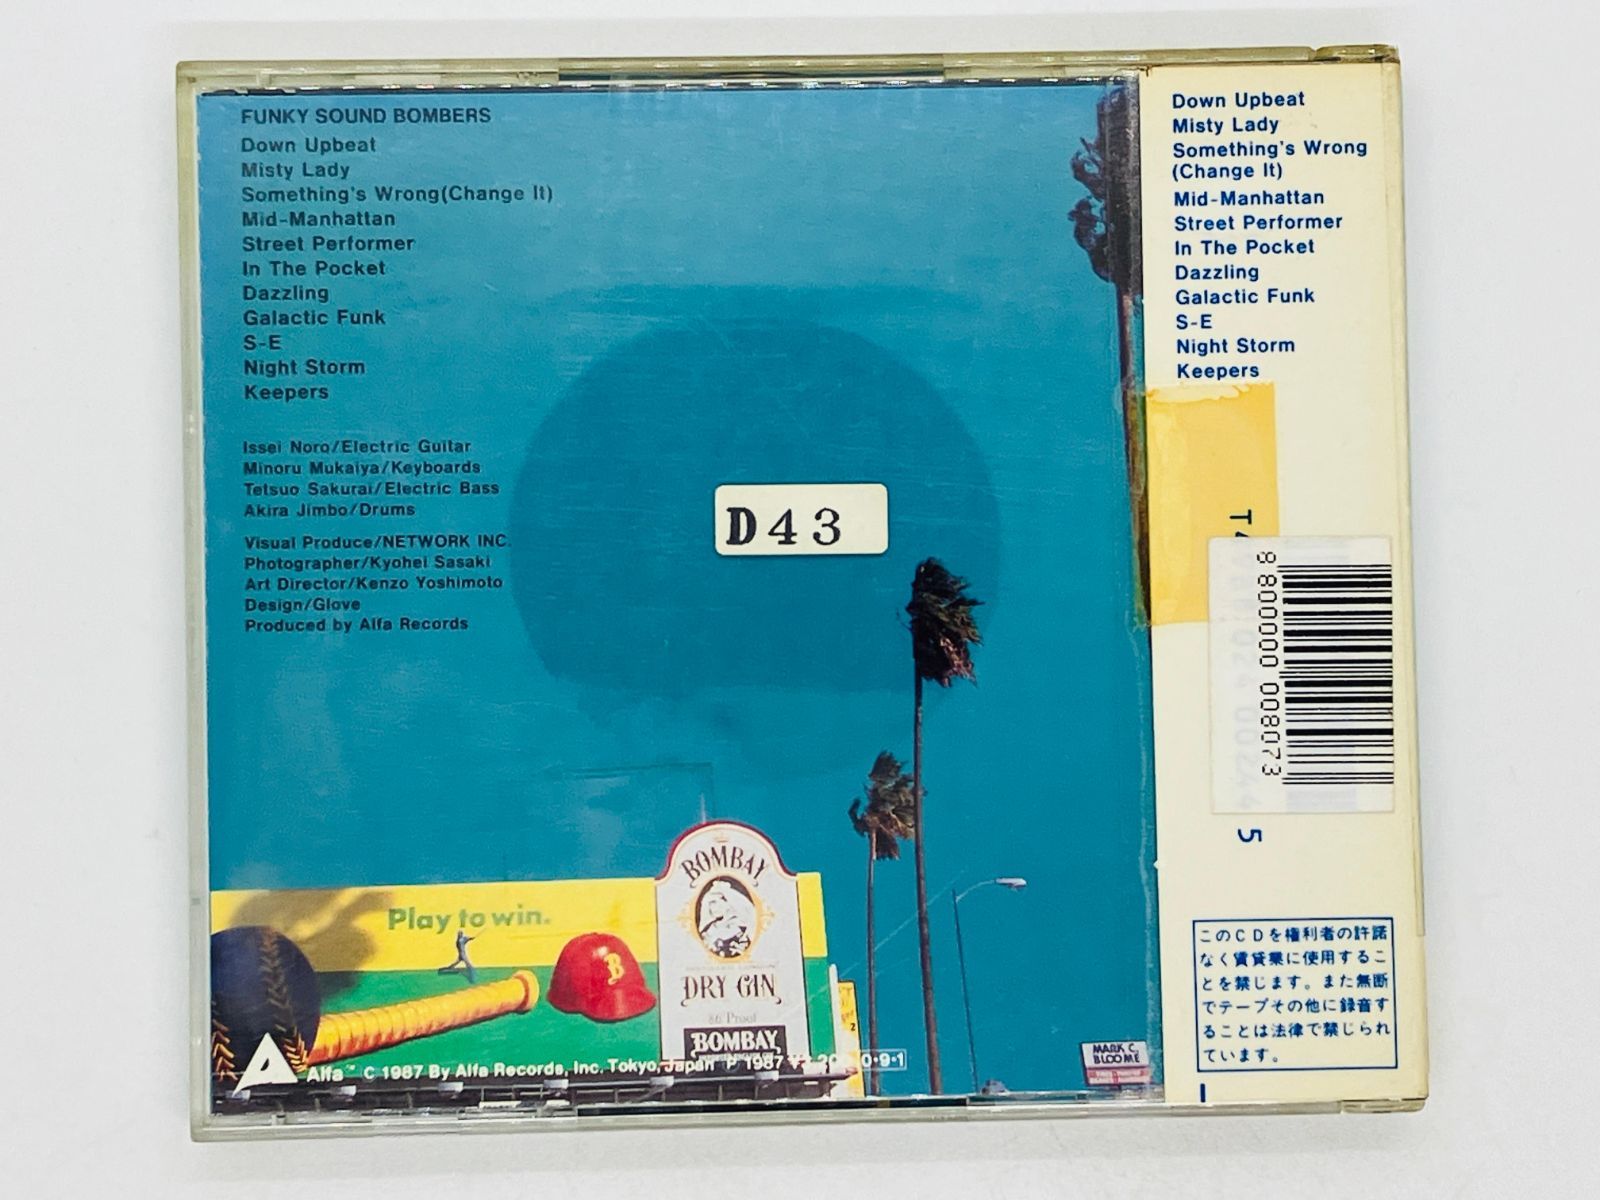 FUNKY SOUND BOMBERS
Down Upbeat
Misty Lady
Something's Wrong(Change It)
Mid-Manhattan
Street Performer
In The Pocket
Dazzling
Galactic Funk
S-E
Night Storm
Keepers
Issei Noro/Electric Guitar
Minoru Mukaiya/Keyboards
Tetsuo Sakurai/Electric Bass
Akira Jimbo/Drums
Visual Produce/NETWORK INC.
Photographer/Kyohei Sasaki
Art Director/Kenzo Yoshimoto
Design/Glove
Produced by Alfa Records
D43
Play to win.
B
BOMBAY
DRY GIN
86 Proof
BOMBAY
MARK C.
BLOOME
Alfa™ C 1987 By Alfa Records, Inc. Tokyo, Japan P 1987
Down Upbeat
Misty Lady
Something's Wrong
(Change It)
Mid-Manhattan
Street Performer
In The Pocket
Dazzling
Galactic Funk
S-E
Night Storm
Keepers
8 800000 008073
5
このCDを権利者の許諾
なく賃貸業に使用するこ
とを禁じます。また無断
でテープその他に録音す
ることは法律で禁じられ
ています。